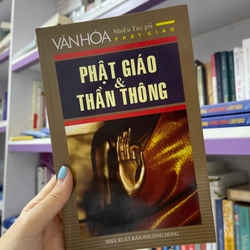 VĂN HÓA
Nhiều Tác giả
PHẬT GIÁO
PHẬT GIÁO
&
THẦN THÔNG
NHÀ XUẤT BẢN PHƯƠNG ĐÔNG